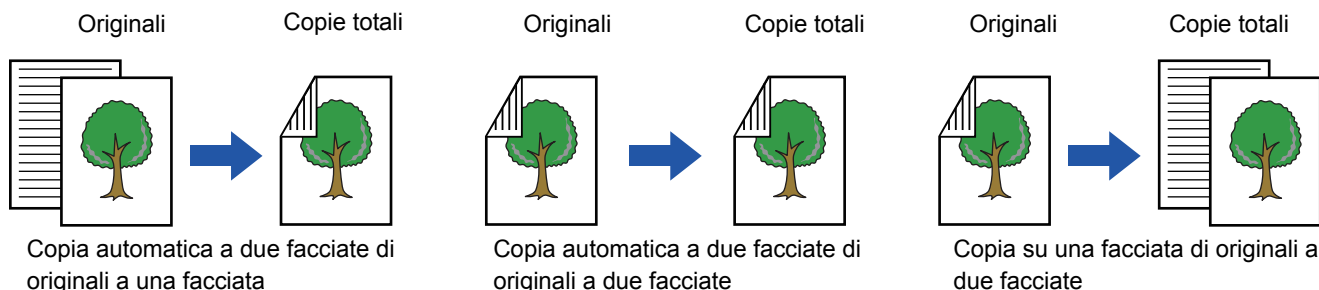 Originali
Copie totali
Originali
Copie totali
Originali
Copie totali
Copia automatica a due facciate di
originali a una facciata
Copia automatica a due facciate di
originali a due facciate
Copia su una facciata di originali a
due facciate